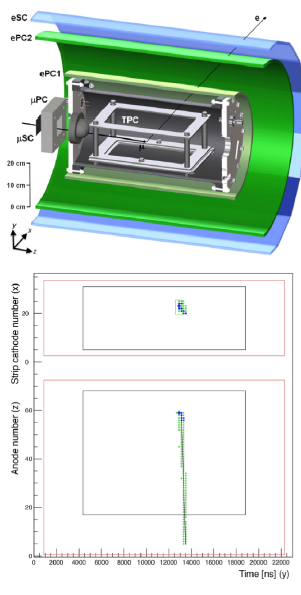 eSC
ePC2
ePC1
μPC
μSC
TPC
e
μ
20 cm
10 cm
0 cm
y
x
z
Strip cathode number (x)
20
0
Anode number (z)
60
40
20
0
0 2000 4000 6000 8000 10000 12000 14000 16000 18000 20000 22000
Time [ns] (y)